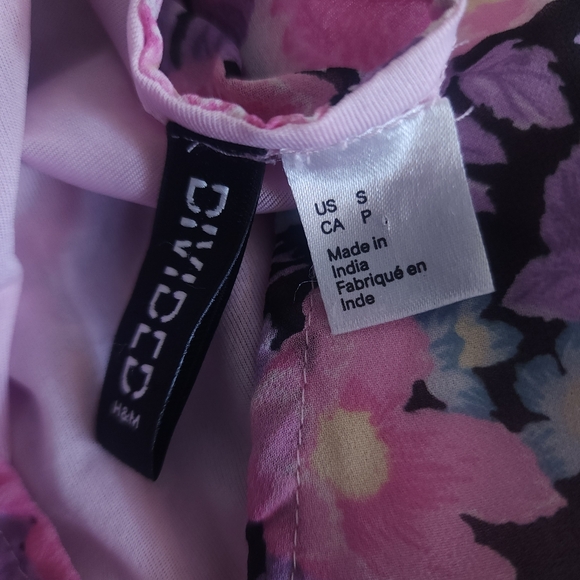 DIVIDED
H&M
US S
CA P
Made in
India
Fabriqué en
Inde